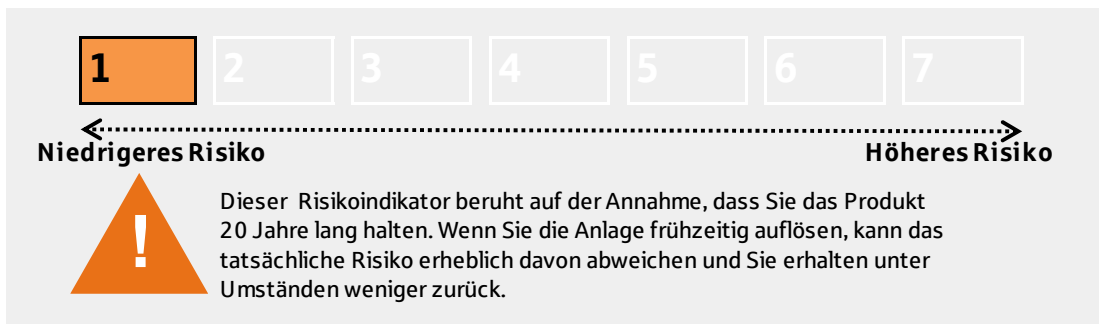 1 2 3 4 5 6 7
Niedrigeres Risiko Höheres Risiko
!
Dieser Risikoindikator beruht auf der Annahme, dass Sie das Produkt
20 Jahre lang halten. Wenn Sie die Anlage frühzeitig auflösen, kann das
tatsächliche Risiko erheblich davon abweichen und Sie erhalten unter
Umständen weniger zurück.